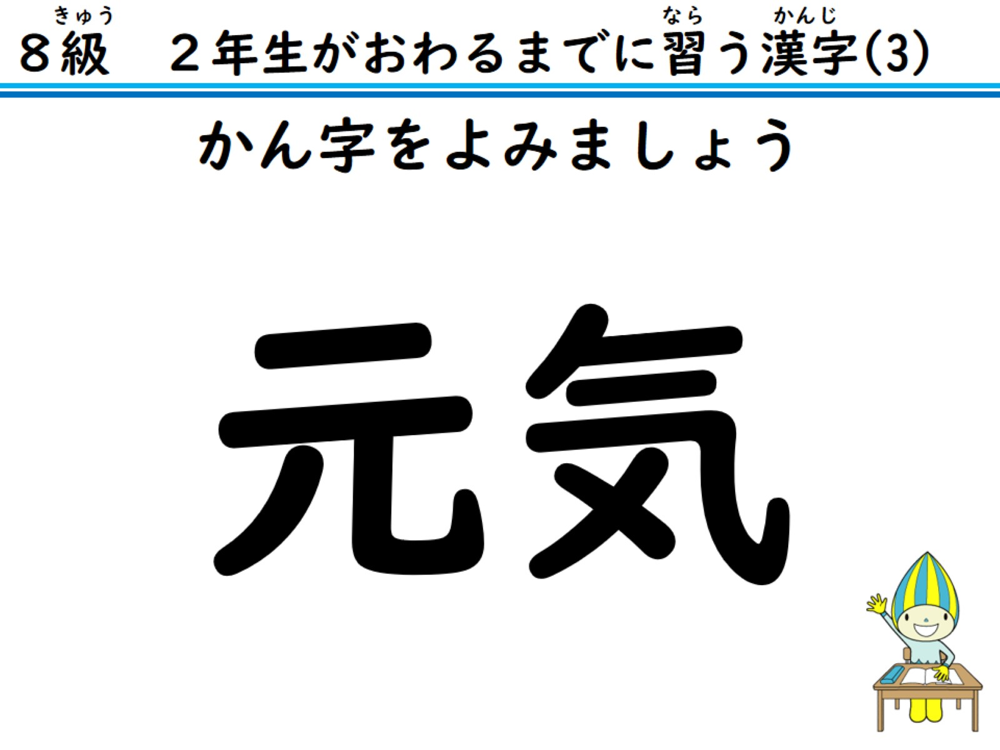 きゅう なら かんじ
８級　２年生がおわるまでに習う漢字(3)
かん字をよみましょう
元気